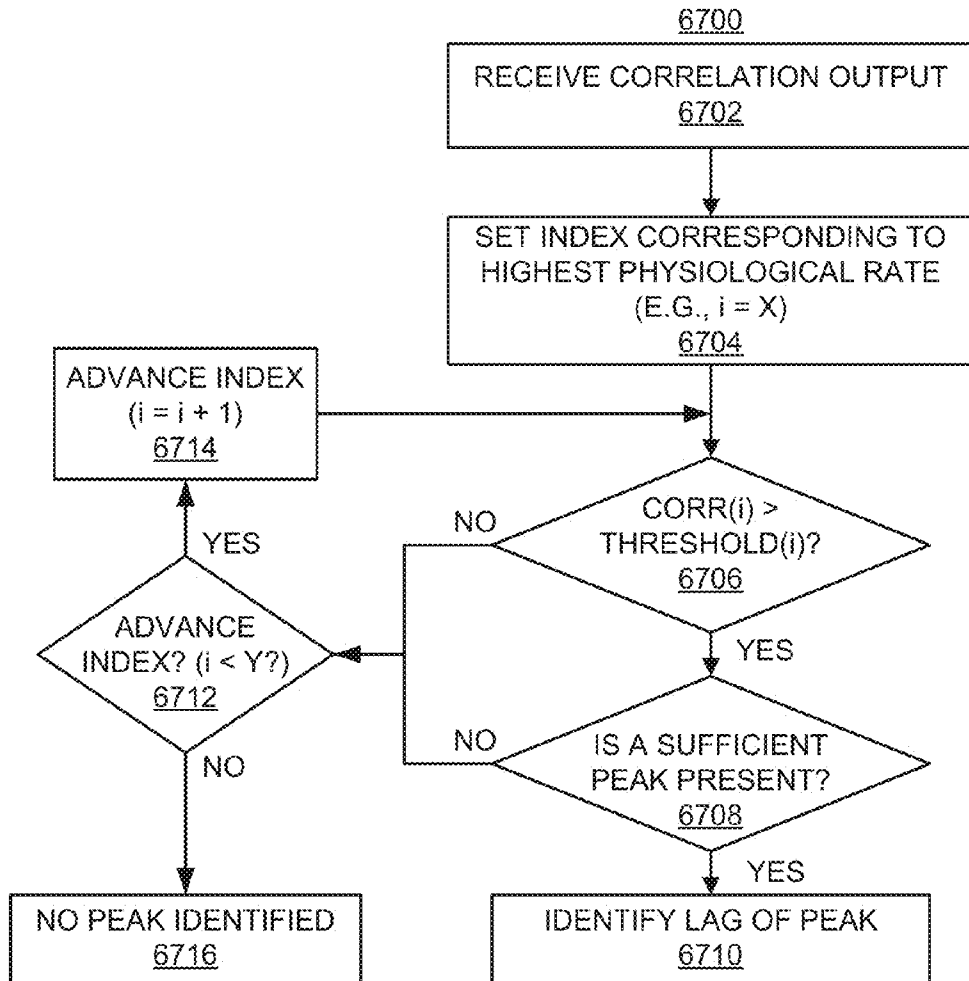 6700
RECEIVE CORRELATION OUTPUT
6702
SET INDEX CORRESPONDING TO
HIGHEST PHYSIOLOGICAL RATE
(E.G., i = X)
6704
ADVANCE INDEX
(i = i + 1)
6714
CORR(i) >
THRESHOLD(i)?
6706
NO
YES
YES
ADVANCE
INDEX? (i < Y?)
6712
NO
IS A SUFFICIENT
PEAK PRESENT?
6708
NO
YES
NO PEAK IDENTIFIED
6716
IDENTIFY LAG OF PEAK
6710